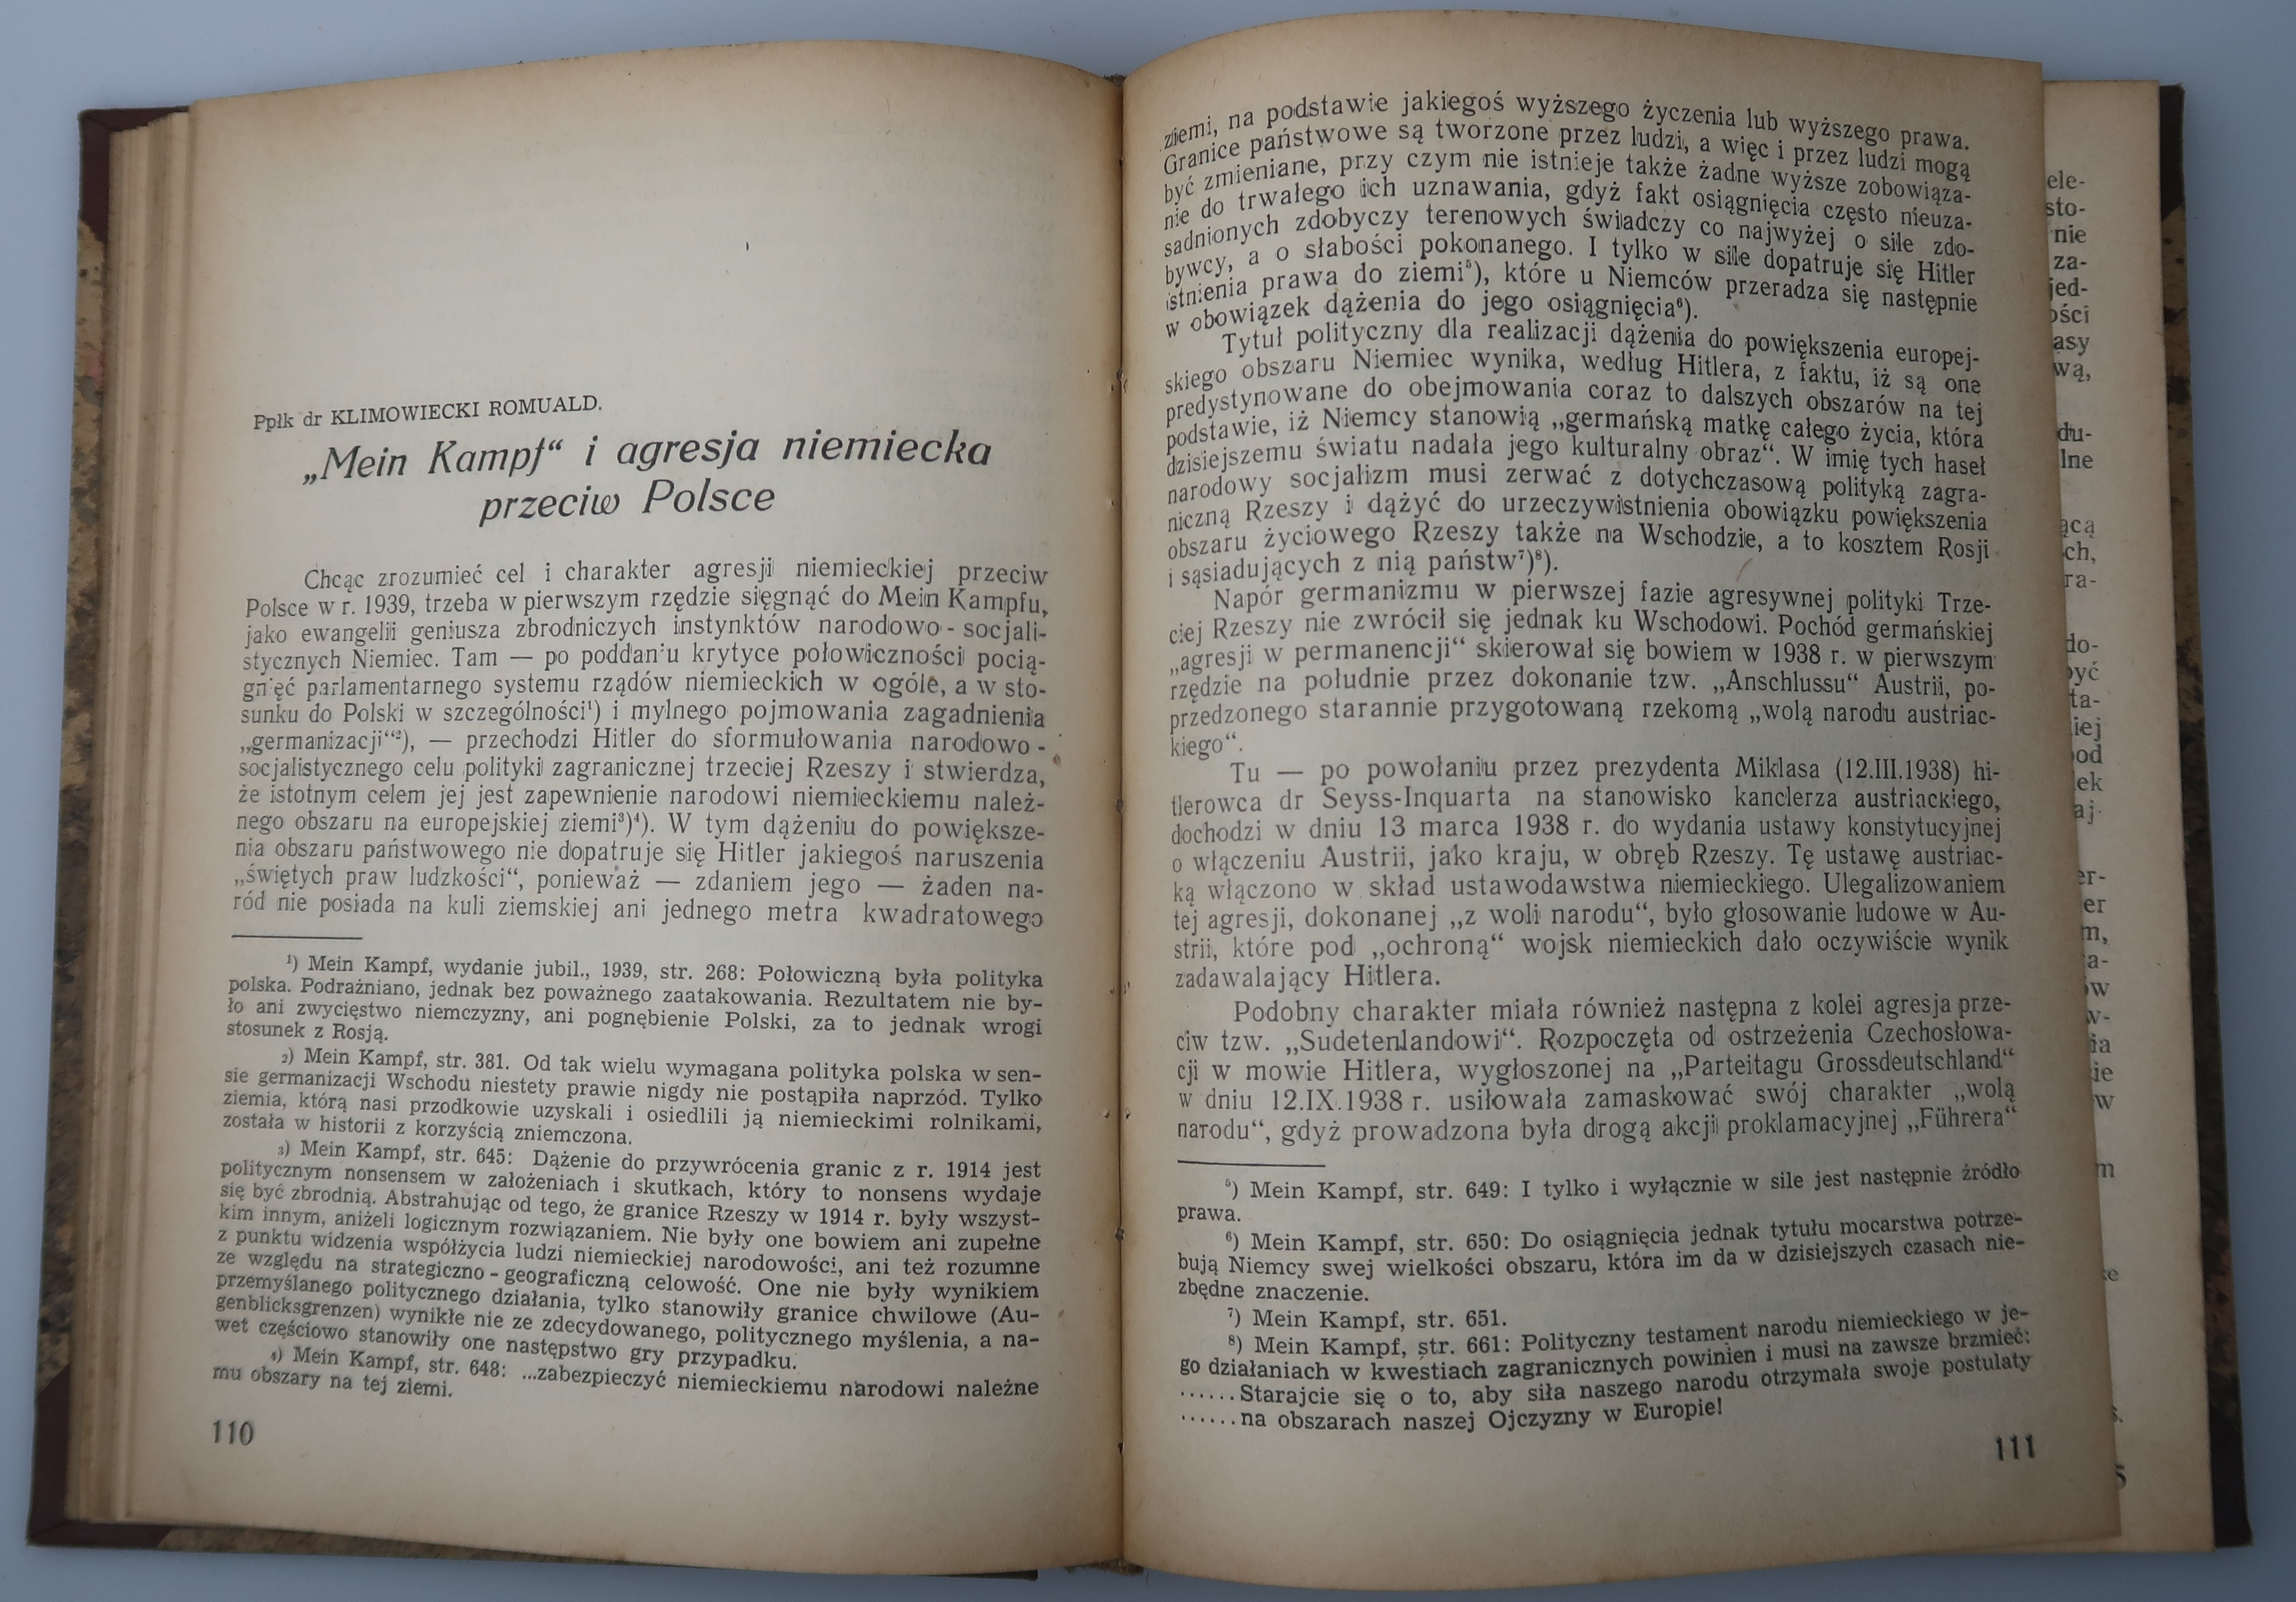 Ppłk dr KLIMOWIECKI ROMUALD.
„Mein Kampf“ i agresja niemiecka
przeciw Polsce
Chcąc zrozumieć cel i charakter agresji niemieckiej przeciw
Polsce w r. 1939, trzeba w pierwszym rzędzie sięgnąć do Mein Kampfu,
jako ewangelii geniusza zbrodniczych instynktów narodowo - socjali-
stycznych Niemiec. Tam — po poddaniu krytyce połowiczności pocią-
gnięć parlamentarnego systemu rządów niemieckich w ogóle, a w sto-
sunku do Polski w szczególności¹) i mylnego pojmowania zagadnienia
„germanizacji“²), — przechodzi Hitler do sformułowania narodowo -
socjalistycznego celu polityki zagranicznej trzeciej Rzeszy i stwierdza,
że istotnym celem jej jest zapewnienie narodowi niemieckiemu należ-
nego obszaru na europejskiej ziemi³)⁴). W tym dążeniu do powiększe-
nia obszaru państwowego nie dopatruje się Hitler jakiegoś naruszenia
„świętych praw ludzkości“, ponieważ — zdaniem jego — żaden na-
ród nie posiada na kuli ziemskiej ani jednego metra kwadratowego
¹) Mein Kampf, wydanie jubil., 1939, str. 268: Połowiczną była polityka
polska. Podrażniano, jednak bez poważnego zaatakowania. Rezultatem nie by-
ło ani zwycięstwo niemczyzny, ani pognębienie Polski, za to jednak wrogi
stosunek z Rosją.
²) Mein Kampf, str. 381. Od tak wielu wymagana polityka polska w sen-
sie germanizacji Wschodu niestety prawie nigdy nie postąpiła naprzód. Tylko
ziemia, którą nasi przodkowie uzyskali i osiedlili ją niemieckimi rolnikami,
została w historii z korzyścią zniemczona.
³) Mein Kampf, str. 645: Dążenie do przywrócenia granic z r. 1914 jest
politycznym nonsensem w założeniach i skutkach, który to nonsens wydaje
się być zbrodnią. Abstrahując od tego, że granice Rzeszy w 1914 r. były wszyst-
kim innym, aniżeli logicznym rozwiązaniem. Nie były one bowiem ani zupełne
z punktu widzenia współżycia ludzi niemieckiej narodowości, ani też rozumne
ze względu na strategiczno - geograficzną celowość. One nie były wynikiem
przemyślanego politycznego działania, tylko stanowiły granice chwilowe (Au-
genblicksgrenzen) wynikłe nie ze zdecydowanego, politycznego myślenia, a na-
wet częściowo stanowiły one następstwo gry przypadku.
⁴) Mein Kampf, str. 648: ...zabezpieczyć niemieckiemu narodowi należne
mu obszary na tej ziemi.
110
ziemi, na podstawie jakiegoś wyższego życzenia lub wyższego prawa.
Granice państwowe są tworzone przez ludzi, a więc i przez ludzi mogą
być zmieniane, przy czym nie istnieje także żadne wyższe zobowiąza-
nie do trwałego ich uznawania, gdyż fakt osiągnięcia często nieuza-
sadnionych zdobyczy terenowych świadczy co najwyżej o sile zdo-
bywcy, a o słabości pokonanego. I tylko w sile dopatruje się Hitler
istnienia prawa do ziemi⁵), które u Niemców przeradza się następnie
w obowiązek dążenia do jego osiągnięcia⁶).
Tytuł polityczny dla realizacji dążenia do powiększenia europej-
skiego obszaru Niemiec wynika, według Hitlera, z faktu, iż są one
predystynowane do obejmowania coraz to dalszych obszarów na tej
podstawie, iż Niemcy stanowią „germańską matkę całego życia, która
dzisiejszemu światu nadała jego kulturalny obraz“. W imię tych haseł
narodowy socjalizm musi zerwać z dotychczasową polityką zagra-
niczną Rzeszy i dążyć do urzeczywistnienia obowiązku powiększenia
obszaru życiowego Rzeszy także na Wschodzie, a to kosztem Rosji
i sąsiadujących z nią państw⁷)⁸).
Napór germanizmu w pierwszej fazie agresywnej polityki Trze-
ciej Rzeszy nie zwrócił się jednak ku Wschodowi. Pochód germańskiej
„agresji w permanencji“ skierował się bowiem w 1938 r. w pierwszym
rzędzie na południe przez dokonanie tzw. „Anschlussu“ Austrii, po-
przedzonego starannie przygotowaną rzekomą „wolą narodu austriac-
kiego“.
Tu — po powołaniu przez prezydenta Miklasa (12.III.1938) hi-
tlerowca dr Seyss-Inquarta na stanowisko kanclerza austriackiego,
dochodzi w dniu 13 marca 1938 r. do wydania ustawy konstytucyjnej
o włączeniu Austrii, jako kraju, w obręb Rzeszy. Tę ustawę austriac-
ką włączono w skład ustawodawstwa niemieckiego. Ulegalizowaniem
tej agresji, dokonanej „z woli narodu“, było głosowanie ludowe w Au-
strii, które pod „ochroną“ wojsk niemieckich dało oczywiście wynik
zadawalający Hitlera.
Podobny charakter miała również następna z kolei agresja prze-
ciw tzw. „Sudetenlandowi“. Rozpoczęta od ostrzeżenia Czechosłowa-
cji w mowie Hitlera, wygłoszonej na „Parteitagu Grossdeutschland“
w dniu 12.IX.1938 r. usiłowała zamaskować swój charakter „wolą
narodu“, gdyż prowadzona była drogą akcji proklamacyjnej „Führera“
⁵) Mein Kampf, str. 649: I tylko i wyłącznie w sile jest następnie źródło
prawa.
⁶) Mein Kampf, str. 650: Do osiągnięcia jednak tytułu mocarstwa potrze-
bują Niemcy swej wielkości obszaru, która im da w dzisiejszych czasach nie-
zbędne znaczenie.
⁷) Mein Kampf, str. 651.
⁸) Mein Kampf, str. 661: Polityczny testament narodu niemieckiego w je-
go działaniach w kwestiach zagranicznych powinien i musi na zawsze brzmieć:
......Starajcie się o to, aby siła naszego narodu otrzymała swoje postulaty
......na obszarach naszej Ojczyzny w Europie!
111